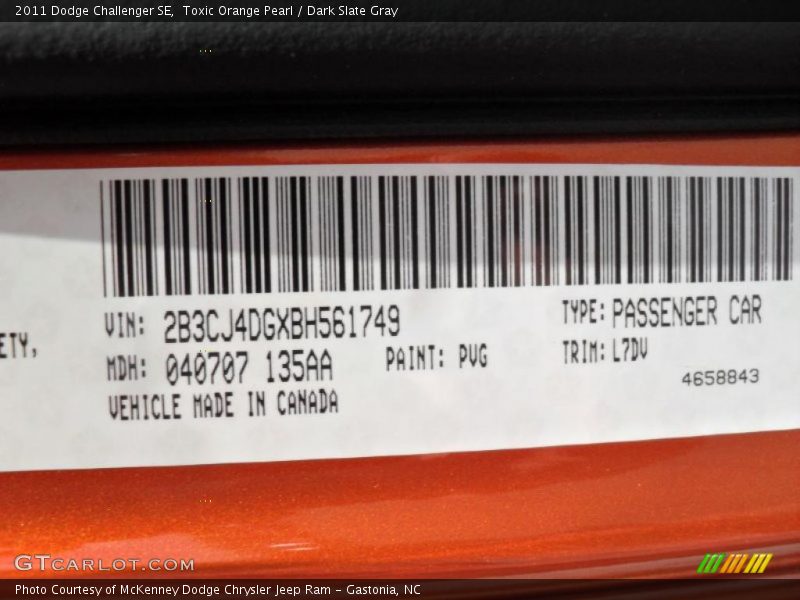 2011 Dodge Challenger SE,  Toxic Orange Pearl / Dark Slate Gray
ETY,
VIN: 2B3CJ4DGXBH561749
TYPE: PASSENGER CAR
MDH: 040707 135AA
PAINT: PVG
TRIM: L7DV
VEHICLE MADE IN CANADA
4658843
GTCARLOT.COM
Photo Courtesy of McKenney Dodge Chrysler Jeep Ram - Gastonia, NC